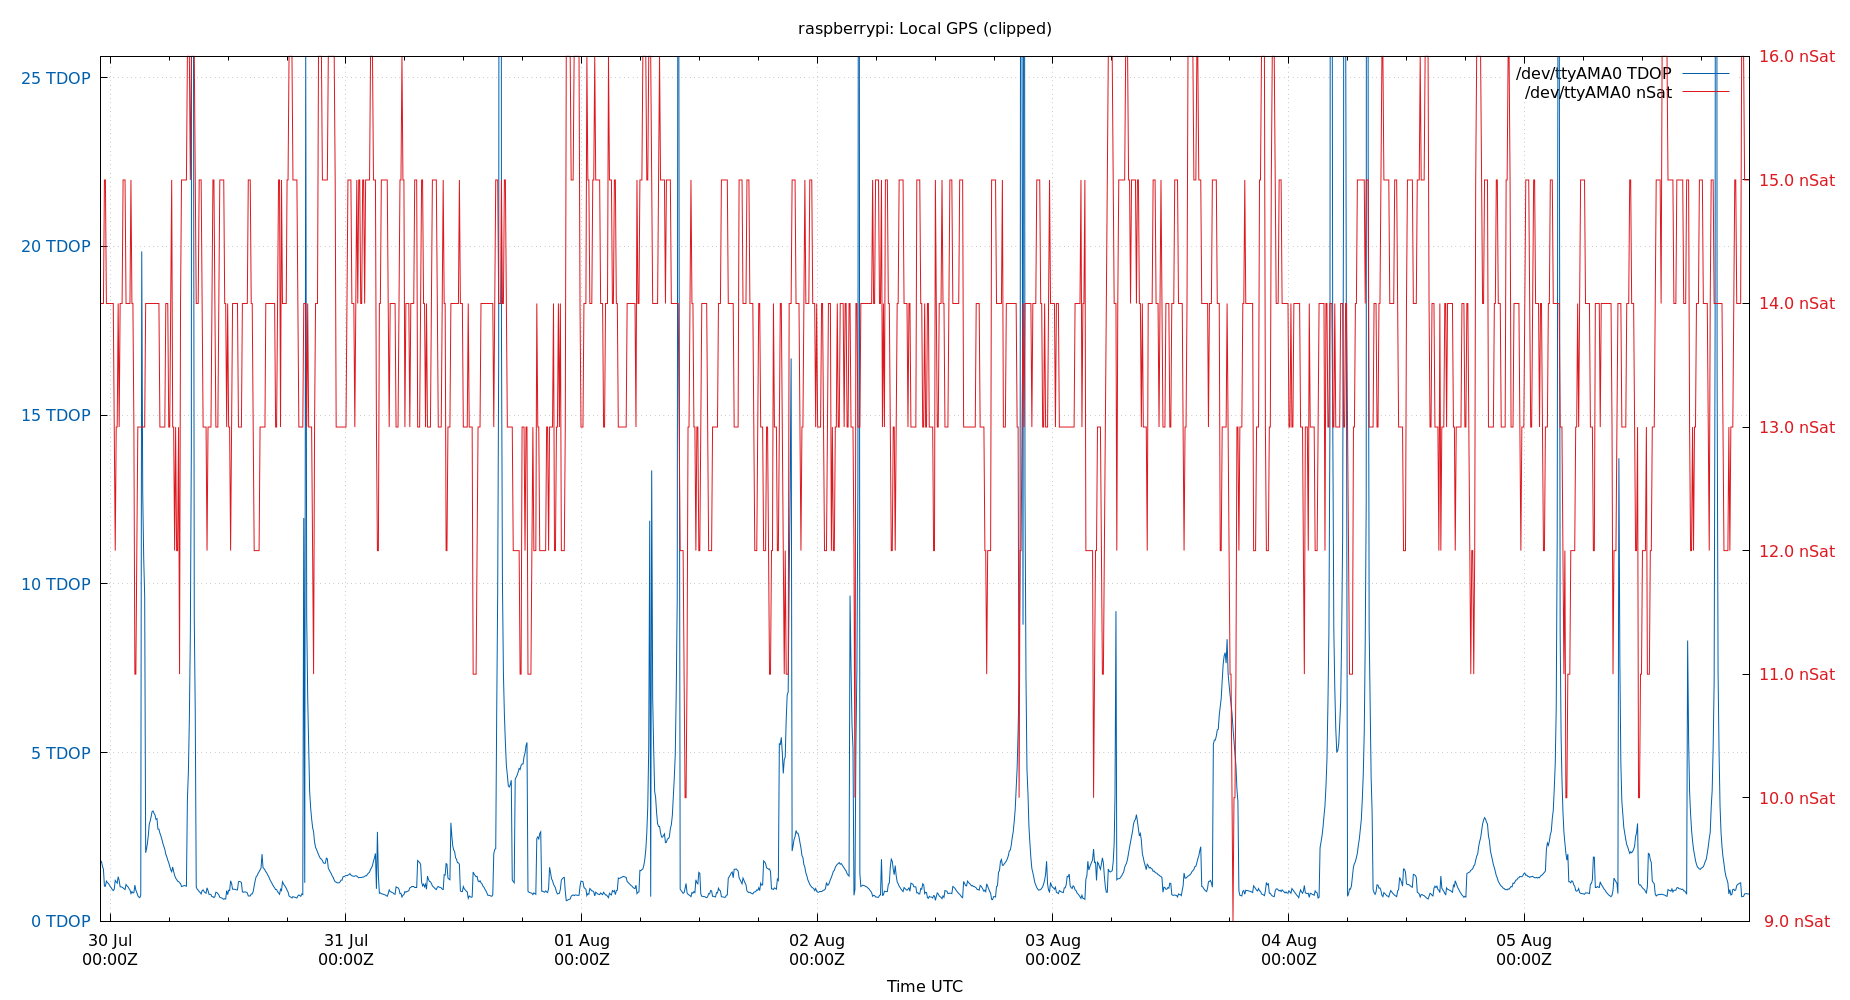 raspberrypi: Local GPS (clipped)
25 TDOP
20 TDOP
15 TDOP
10 TDOP
5 TDOP
0 TDOP
/dev/ttyAMA0 TDOP
/dev/ttyAMA0 nSat
16.0 nSat
15.0 nSat
14.0 nSat
13.0 nSat
12.0 nSat
11.0 nSat
10.0 nSat
9.0 nSat
30 Jul
00:00Z
31 Jul
00:00Z
01 Aug
00:00Z
02 Aug
00:00Z
03 Aug
00:00Z
04 Aug
00:00Z
05 Aug
00:00Z
Time UTC